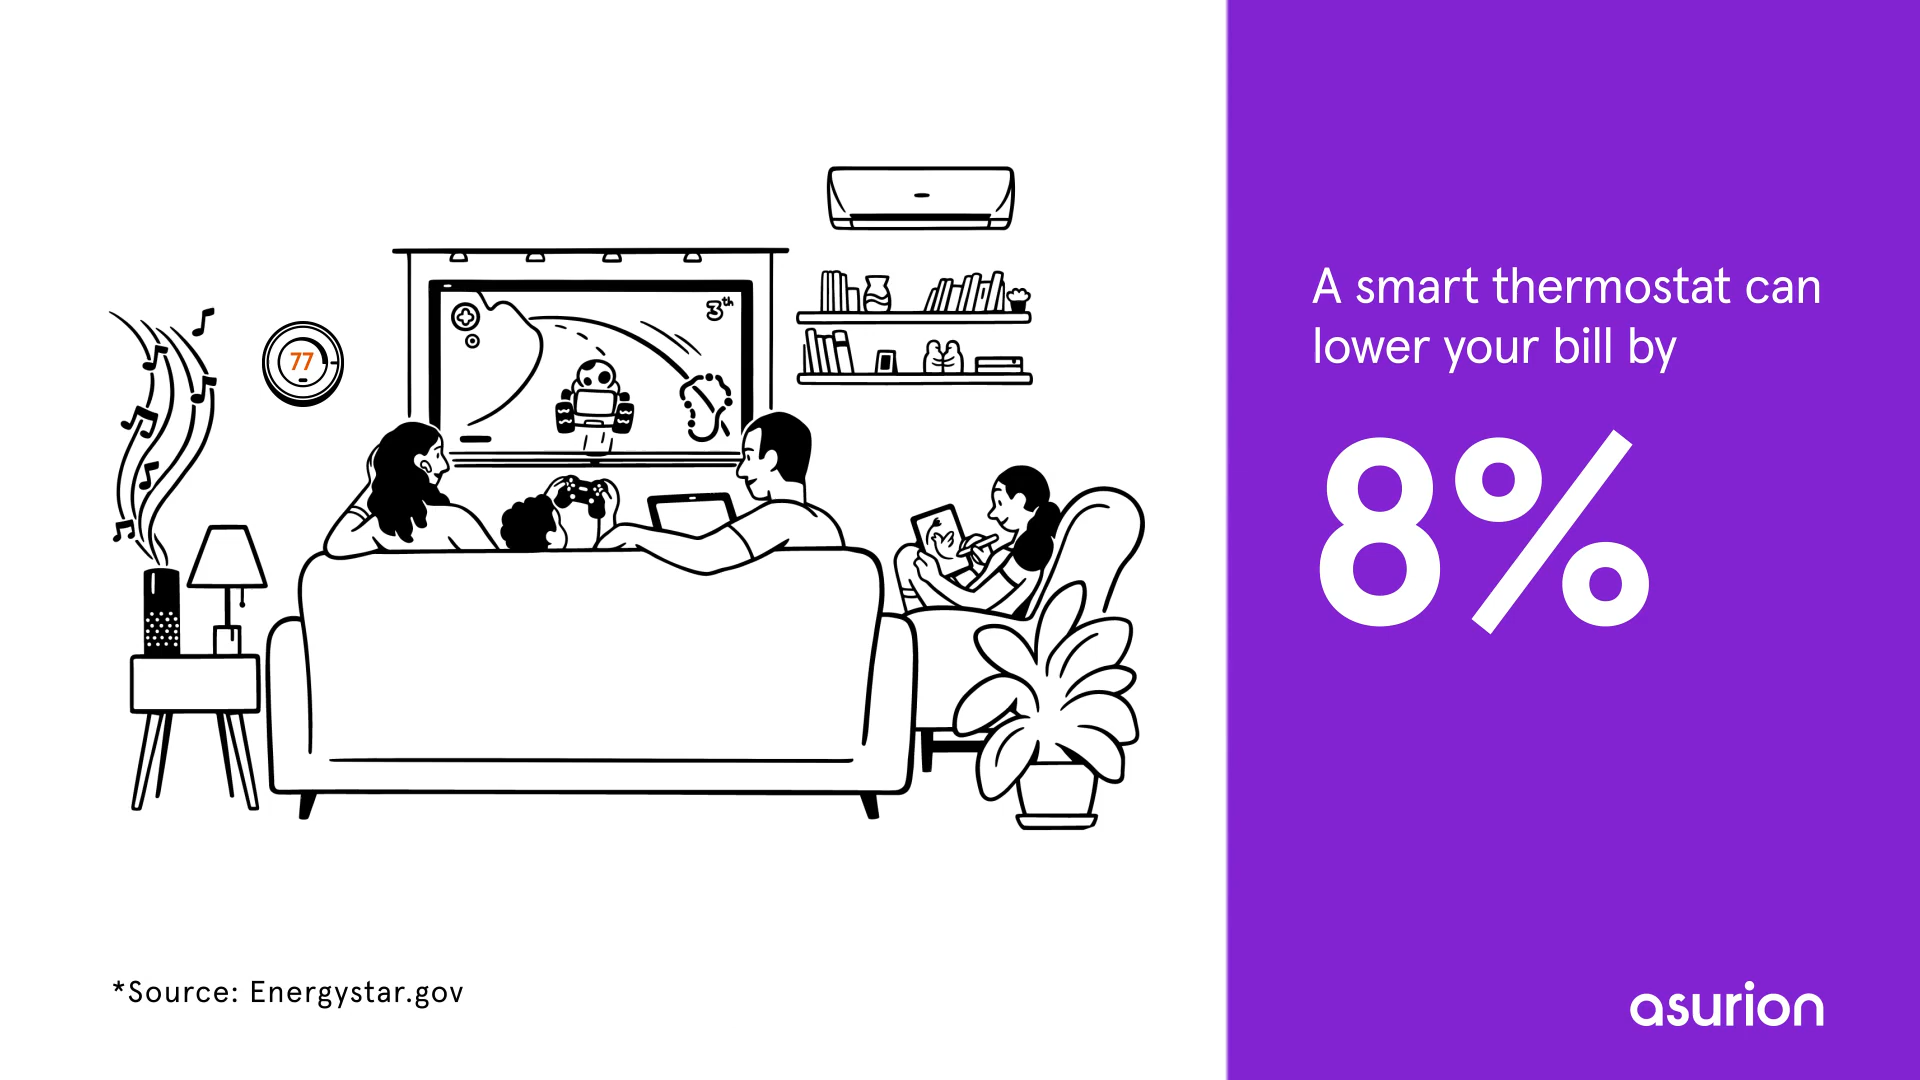 3th
77
*Source: Energystar.gov
A smart thermostat can
lower your bill by
8%
asurion